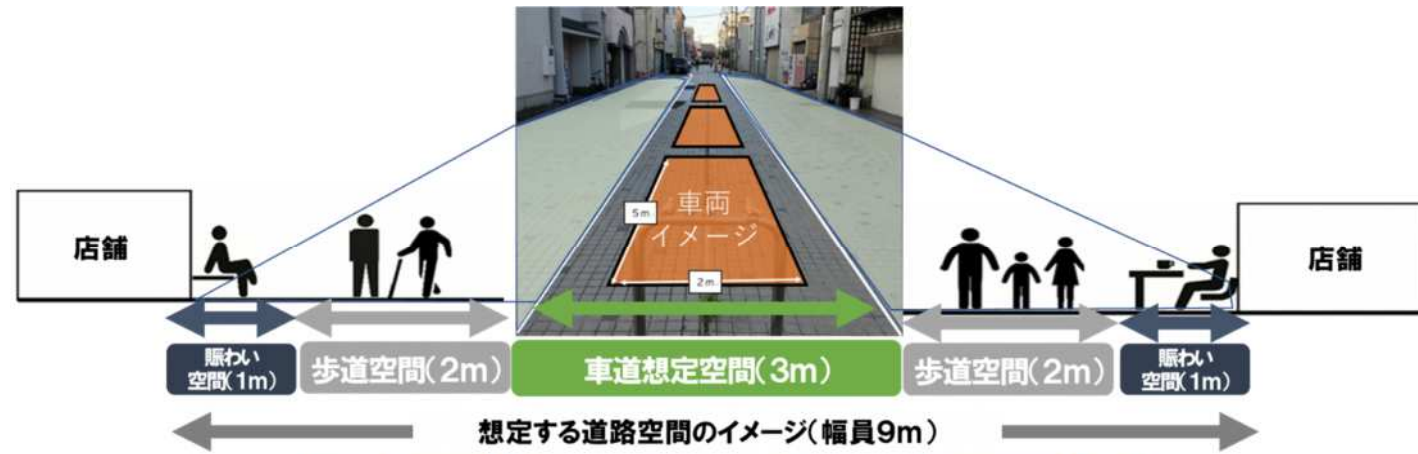 車両
イメージ
5m
2m
店舗
店舗
賑わい
空間(1m)
歩道空間(2m)
車道想定空間(3m)
歩道空間(2m)
賑わい
空間(1m)
想定する道路空間のイメージ(幅員9m)